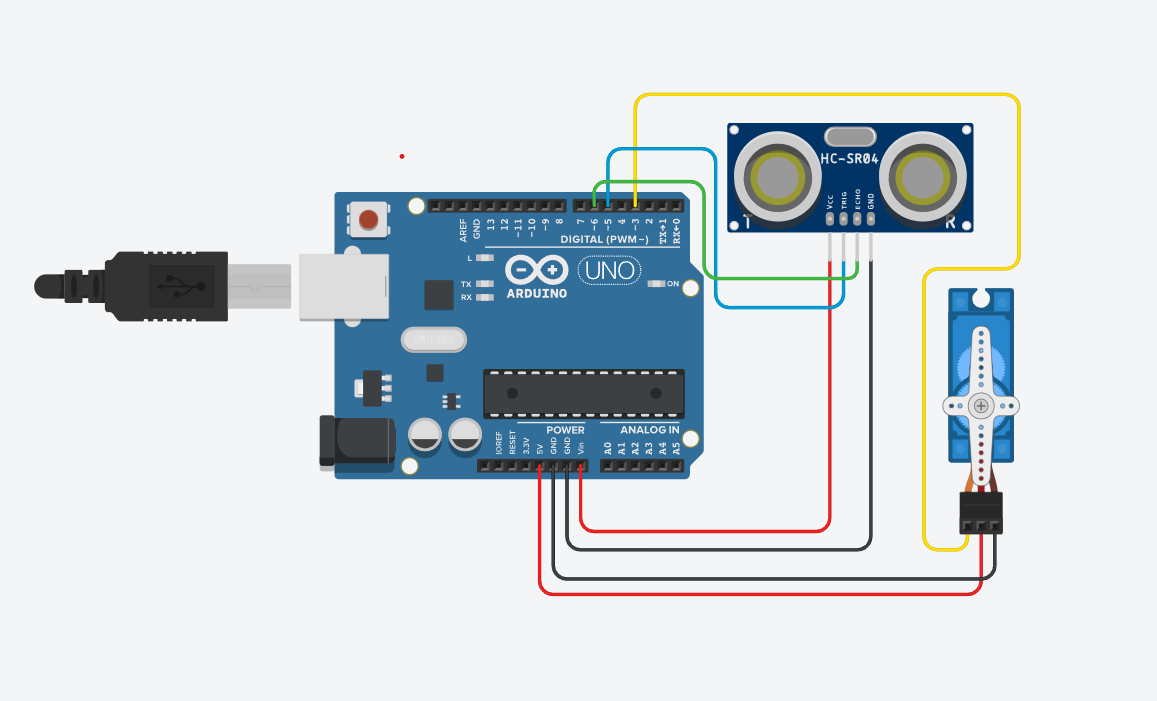 HC-SR04
VCC
TRIG
ECHO
GND
T
R
AREF
GND
13
12
~11
~10
~9
8
7
~6
~5
4
~3
2
TX→1
RX←0
DIGITAL (PWM~)
L
TX
RX
ARDUINO
UNO
ON
POWER
ANALOG IN
IOREF
RESET
3.3V
5V
GND
GND
Vin
A0
A1
A2
A3
A4
A5